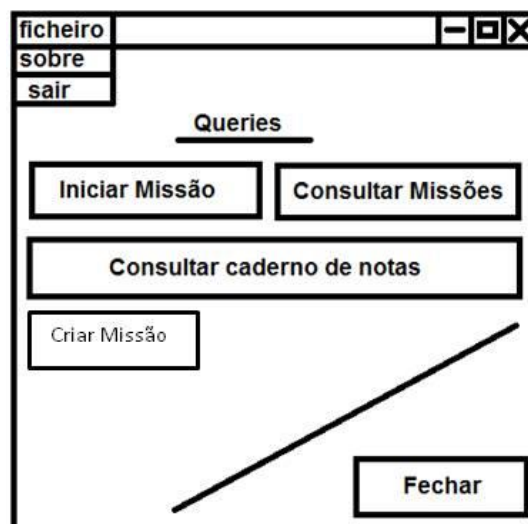 ficheiro
sobre
sair
Queries
Iniciar Missão
Consultar Missões
Consultar caderno de notas
Criar Missão
Fechar